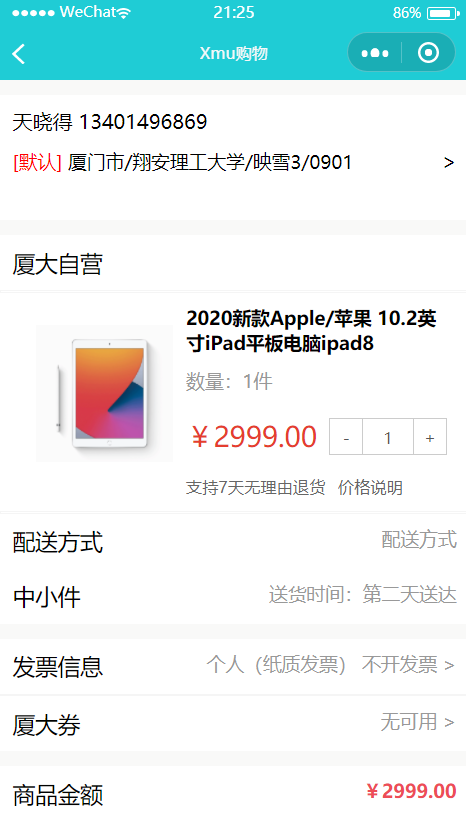 WeChat 21:25 86%
Xmu购物
天晓得 13401496869
[默认] 厦门市/翔安理工大学/映雪3/0901 >
厦大自营
2020新款Apple/苹果 10.2英
寸iPad平板电脑ipad8
数量：1件
￥2999.00 - 1 +
支持7天无理由退货 价格说明
配送方式 配送方式
中小件 送货时间：第二天送达
发票信息 个人（纸质发票） 不开发票 >
厦大券 无可用 >
商品金额 ￥2999.00